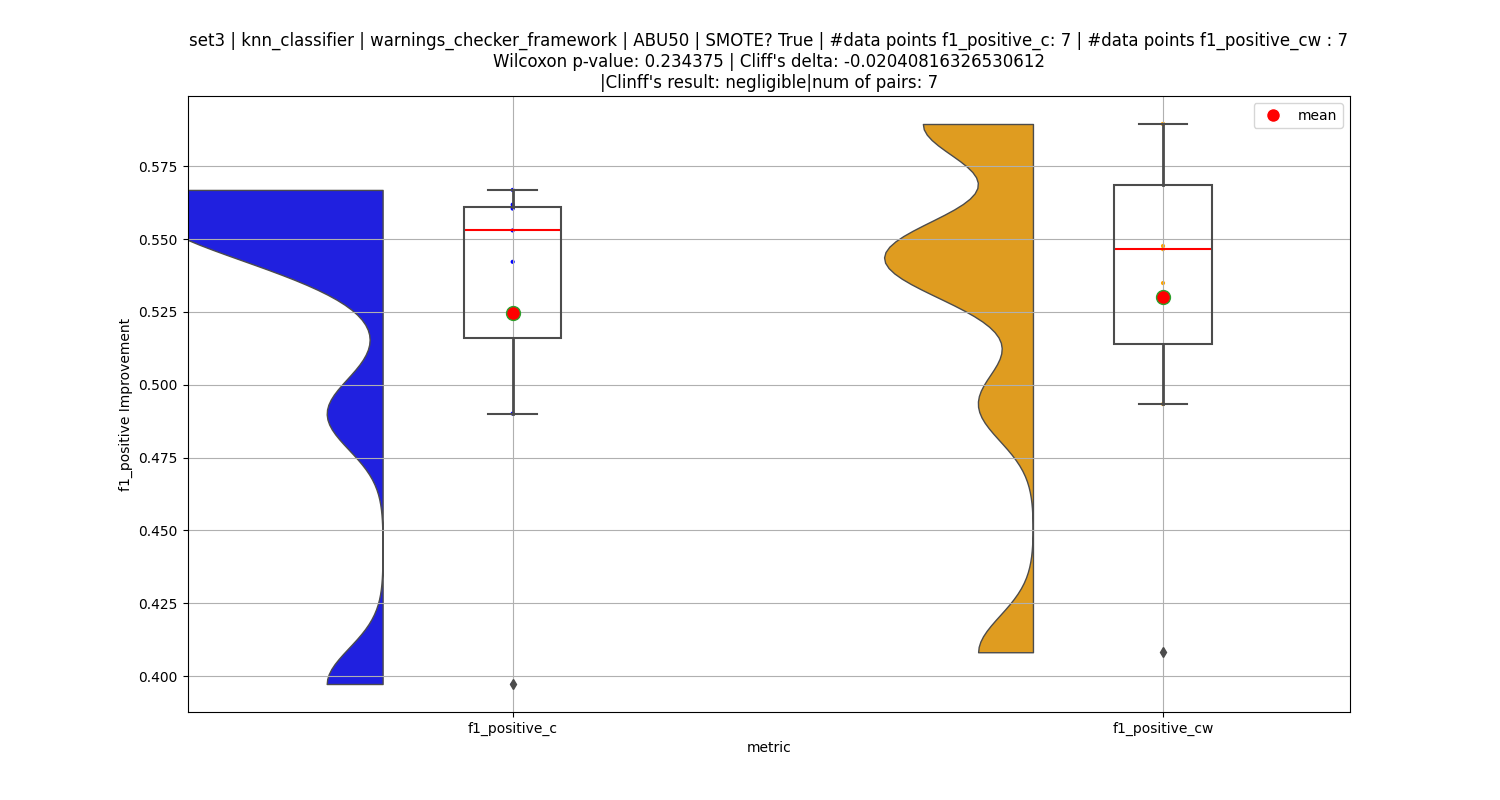 set3 | knn_classifier | warnings_checker_framework | ABU50 | SMOTE? True | #data points f1_positive_c: 7 | #data points f1_positive_cw : 7
Wilcoxon p-value: 0.234375 | Cliff's delta: -0.02040816326530612
|Clinff's result: negligible|num of pairs: 7
mean
0.575
0.550
0.525
0.500
0.475
0.450
0.425
0.400
f1_positive Improvement
f1_positive_c
f1_positive_cw
metric